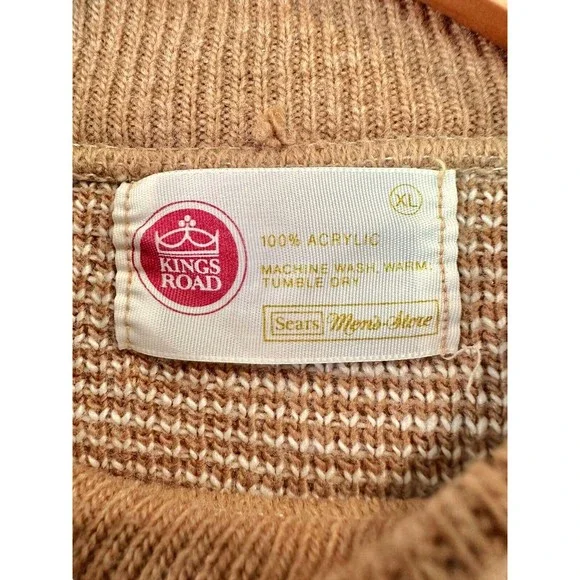 XL
KINGS
ROAD
100% ACRYLIC
MACHINE WASH, WARM,
TUMBLE DRY
Sears Men's Store